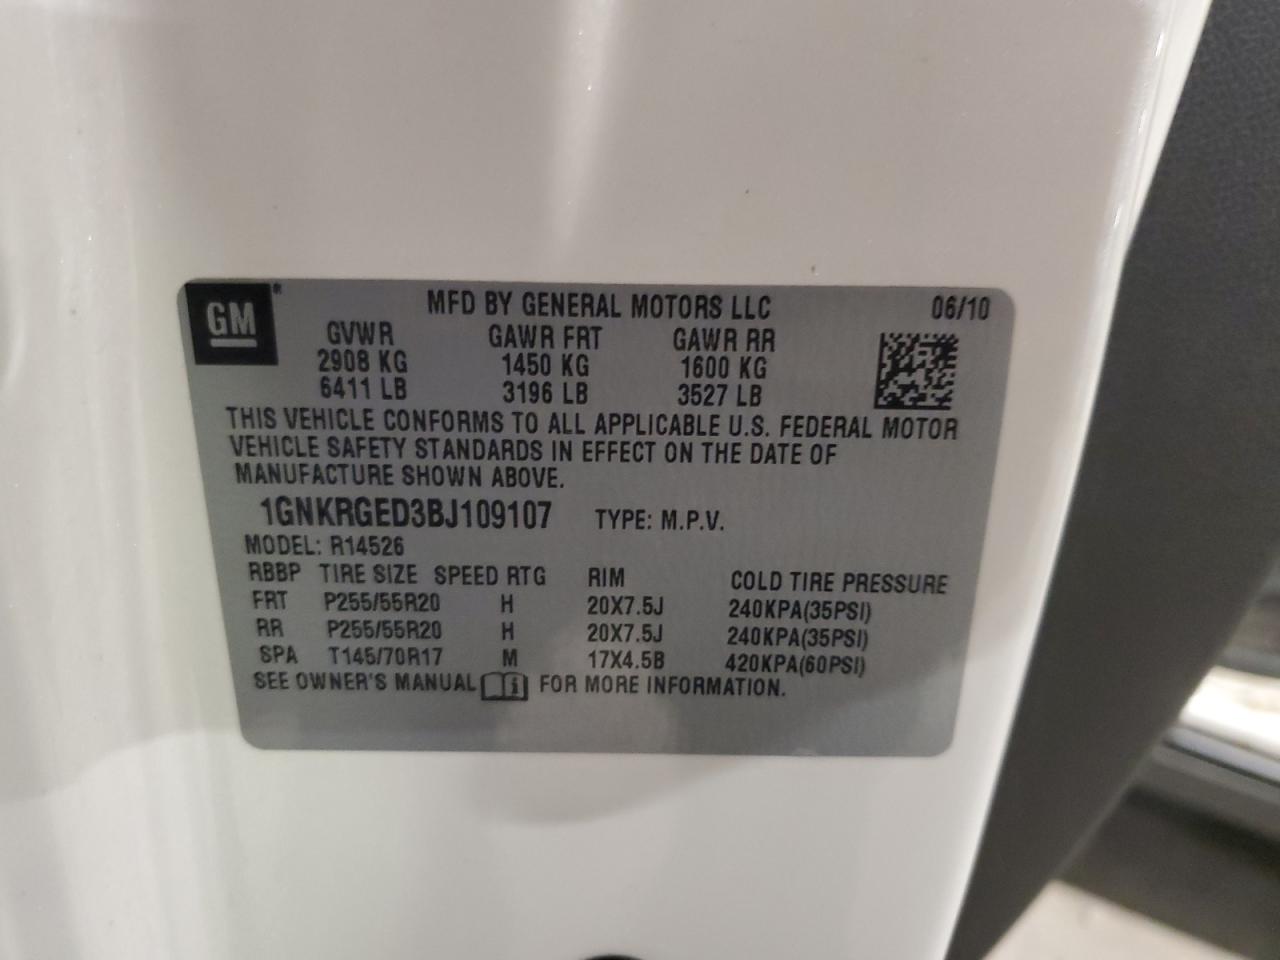 GM®
MFD BY GENERAL MOTORS LLC 06/10
GVWR GAWR FRT GAWR RR
2908 KG 1450 KG 1600 KG
6411 LB 3196 LB 3527 LB
THIS VEHICLE CONFORMS TO ALL APPLICABLE U.S. FEDERAL MOTOR
VEHICLE SAFETY STANDARDS IN EFFECT ON THE DATE OF
MANUFACTURE SHOWN ABOVE.
1GNKRGED3BJ109107 TYPE: M.P.V.
MODEL: R14526
RBBP TIRE SIZE SPEED RTG RIM COLD TIRE PRESSURE
FRT P255/55R20 H 20X7.5J 240KPA(35PSI)
RR P255/55R20 H 20X7.5J 240KPA(35PSI)
SPA T145/70R17 M 17X4.5B 420KPA(60PSI)
SEE OWNER'S MANUAL FOR MORE INFORMATION.